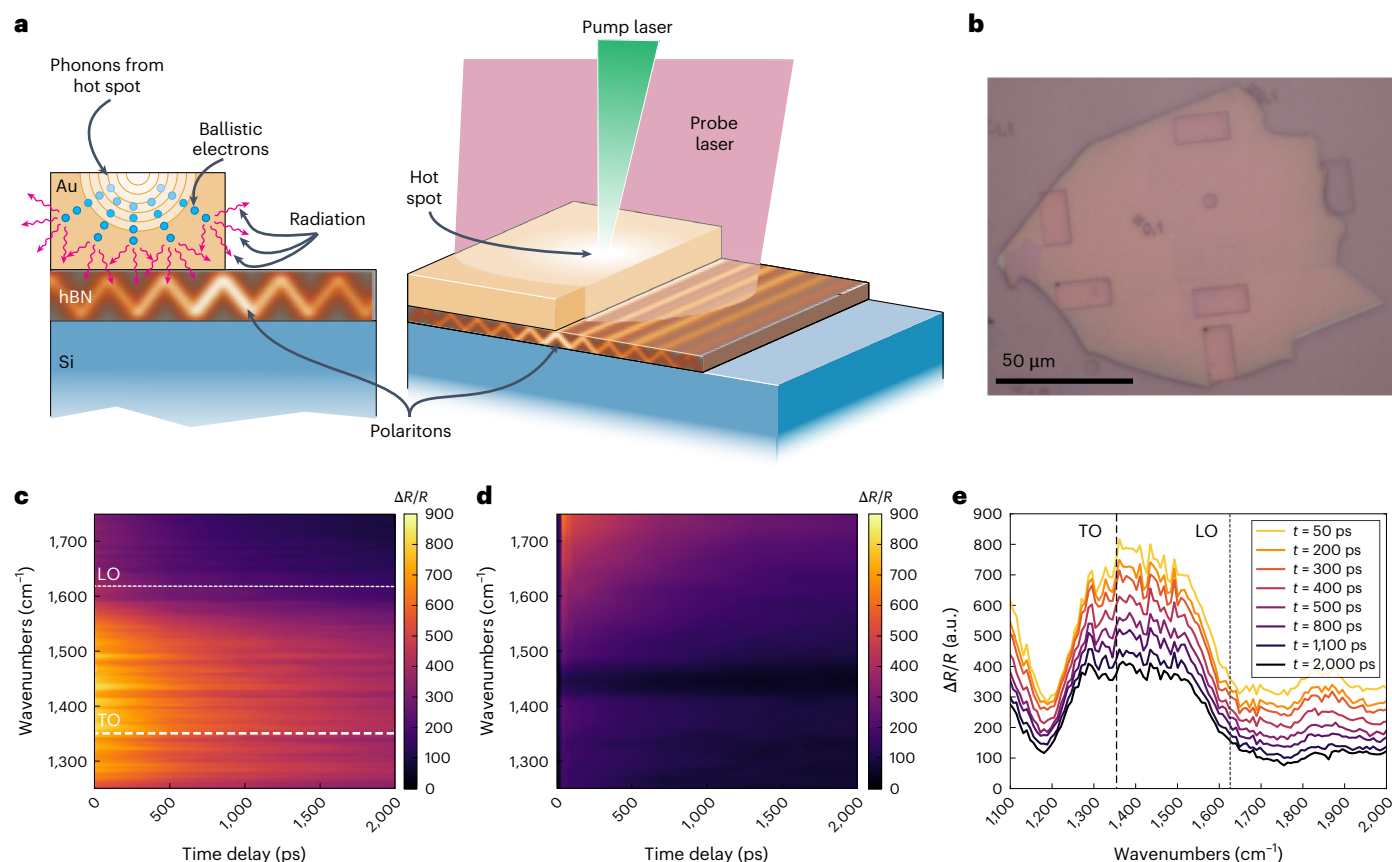 a
Pump laser
Phonons from
hot spot
Ballistic
electrons
Au
Radiation
hBN
Si
Polaritons
Probe
laser
Hot
spot
b
0,1
50 µm
c
ΔR/R
900
800
700
600
500
400
300
200
100
0
Wavenumbers (cm⁻¹)
1,700
1,600
1,500
1,400
1,300
LO
TO
0
500
1,000
1,500
2,000
Time delay (ps)
d
ΔR/R
900
800
700
600
500
400
300
200
100
0
Wavenumbers (cm⁻¹)
1,700
1,600
1,500
1,400
1,300
0
500
1,000
1,500
2,000
Time delay (ps)
e
ΔR/R (a.u.)
900
800
700
600
500
400
300
200
100
0
TO
LO
t = 50 ps
t = 200 ps
t = 300 ps
t = 400 ps
t = 500 ps
t = 800 ps
t = 1,100 ps
t = 2,000 ps
1,100
1,200
1,300
1,400
1,500
1,600
1,700
1,800
1,900
2,000
Wavenumbers (cm⁻¹)